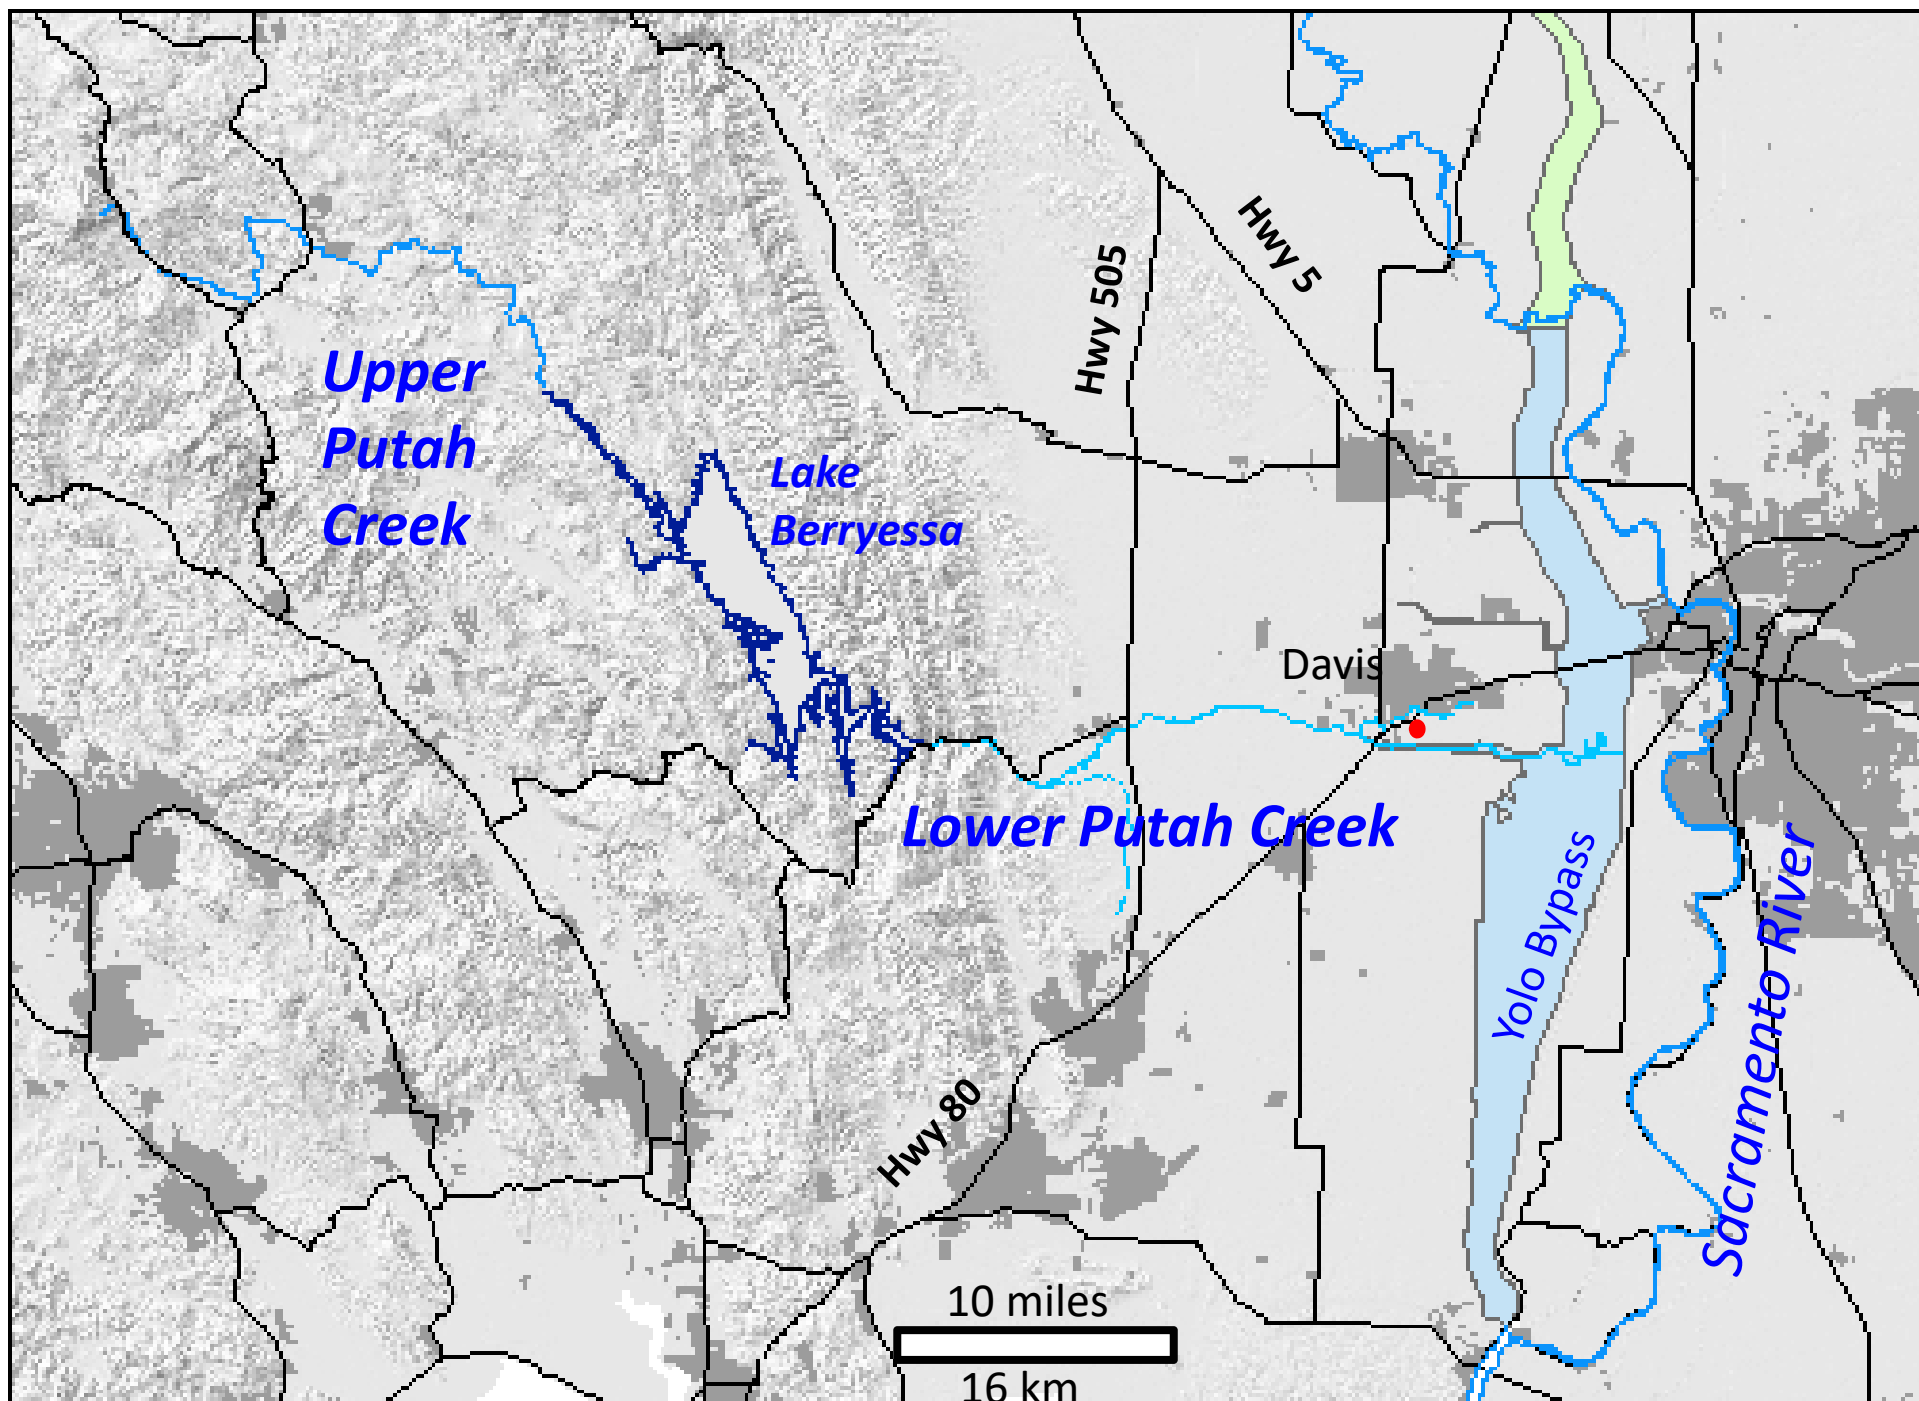 Hwy 5
Hwy 505
Upper
Putah
Creek
Lake
Berryessa
Davis
Lower Putah Creek
Yolo Bypass
Sacramento River
Hwy 80
10 miles
16 km